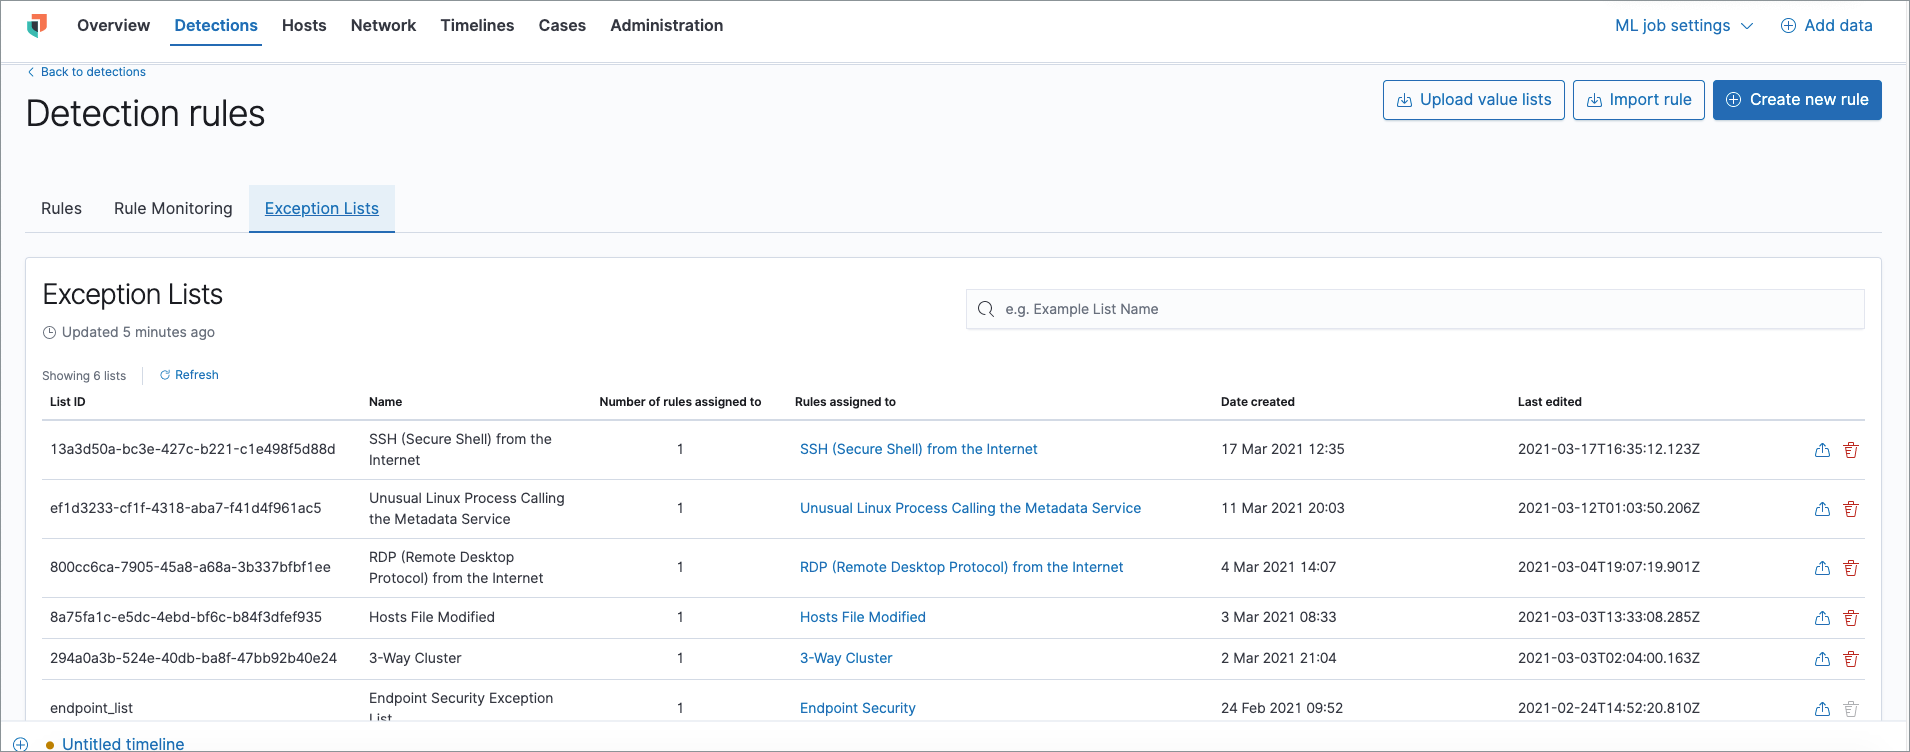 Overview Detections Hosts Network Timelines Cases Administration ML job settings Add data
Back to detections
Detection rules
Upload value lists Import rule Create new rule
Rules Rule Monitoring Exception Lists
Exception Lists
e.g. Example List Name
Updated 5 minutes ago
Showing 6 lists Refresh
List ID Name Number of rules assigned to Rules assigned to Date created Last edited
13a3d50a-bc3e-427c-b221-c1e498f5d88d SSH (Secure Shell) from the 1 SSH (Secure Shell) from the Internet 17 Mar 2021 12:35 2021-03-17T16:35:12.123Z
Internet
ef1d3233-cf1f-4318-aba7-f41d4f961ac5 Unusual Linux Process Calling 1 Unusual Linux Process Calling the Metadata Service 11 Mar 2021 20:03 2021-03-12T01:03:50.206Z
the Metadata Service
800cc6ca-7905-45a8-a68a-3b337bfbf1ee RDP (Remote Desktop 1 RDP (Remote Desktop Protocol) from the Internet 4 Mar 2021 14:07 2021-03-04T19:07:19.901Z
Protocol) from the Internet
8a75fa1c-e5dc-4ebd-bf6c-b84f3dfef935 Hosts File Modified 1 Hosts File Modified 3 Mar 2021 08:33 2021-03-03T13:33:08.285Z
294a0a3b-524e-40db-ba8f-47bb92b40e24 3-Way Cluster 1 3-Way Cluster 2 Mar 2021 21:04 2021-03-03T02:04:00.163Z
endpoint_list Endpoint Security Exception 1 Endpoint Security 24 Feb 2021 09:52 2021-02-24T14:52:20.810Z
List
Untitled timeline